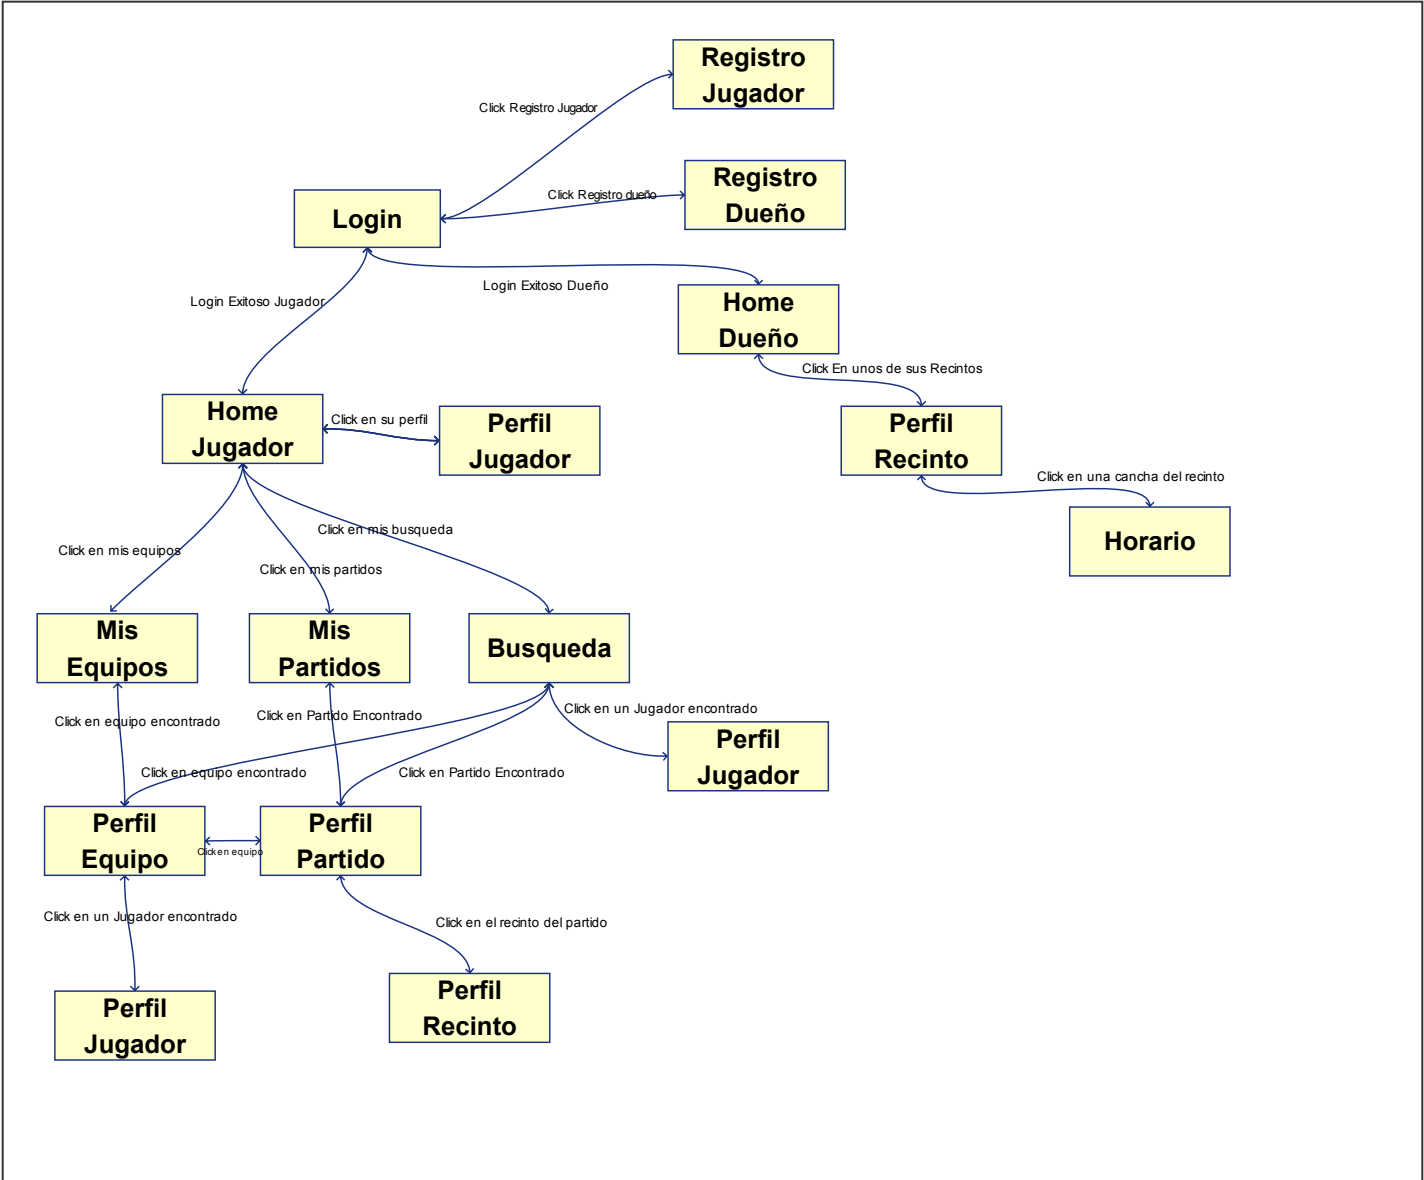 Registro
Jugador
Click Registro Jugador
Registro
Dueño
Click Registro dueño
Login
Login Exitoso Dueño
Login Exitoso Jugador
Home
Dueño
Click En unos de sus Recintos
Home
Jugador
Click en su perfil
Perfil
Jugador
Perfil
Recinto
Click en una cancha del recinto
Horario
Click en mis busqueda
Click en mis equipos
Click en mis partidos
Mis
Equipos
Mis
Partidos
Busqueda
Click en equipo encontrado
Click en Partido Encontrado
Click en un Jugador encontrado
Perfil
Jugador
Click en equipo encontrado
Click en Partido Encontrado
Perfil
Equipo
Click en equipo
Perfil
Partido
Click en un Jugador encontrado
Click en el recinto del partido
Perfil
Jugador
Perfil
Recinto